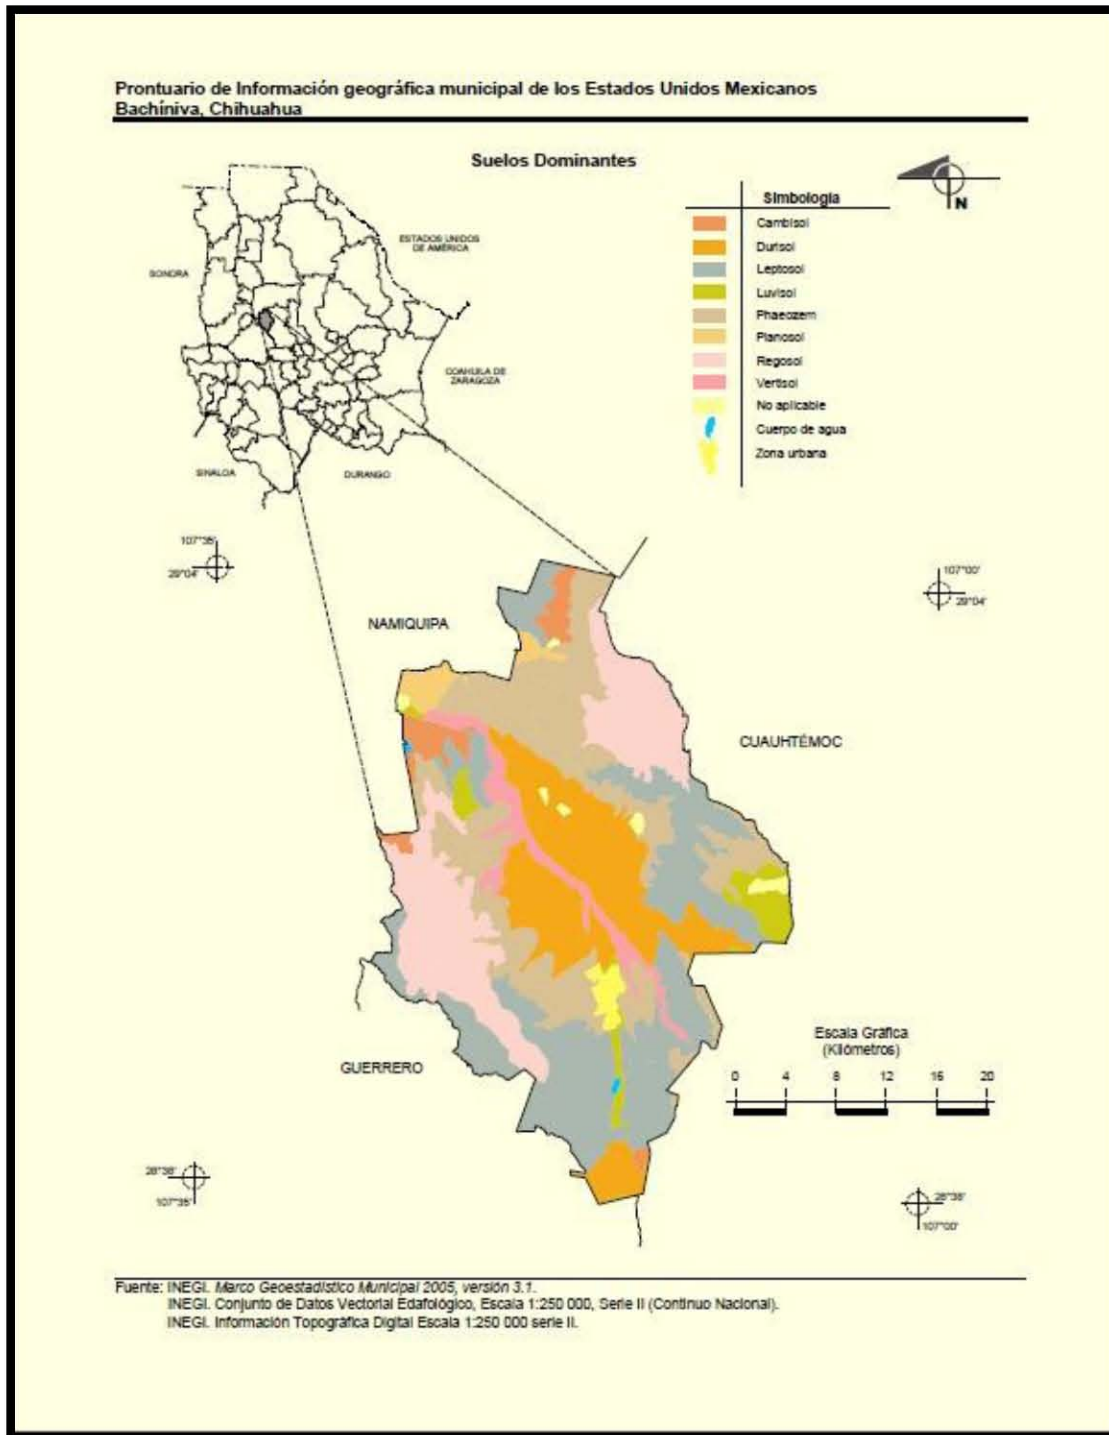 Prontuario de Información geográfica municipal de los Estados Unidos Mexicanos
Bachíniva, Chihuahua
Suelos Dominantes
N
Simbología
Cambisol
Durisol
Leptosol
Luvisol
Phaeozem
Planosol
Regosol
Vertisol
No aplicable
Cuerpo de agua
Zona urbana
ESTADOS UNIDOS
DE AMÉRICA
SONORA
COAHUILA DE
ZARAGOZA
SINALOA
DURANGO
107°35'
29°04'
107°00'
29°04'
NAMIQUIPA
CUAUHTÉMOC
GUERRERO
Escala Gráfica
(Kilómetros)
0 4 8 12 16 20
28°38'
107°35'
28°38'
107°00'
Fuente: INEGI. Marco Geoestadístico Municipal 2005, versión 3.1.
INEGI. Conjunto de Datos Vectorial Edafológico, Escala 1:250 000, Serie II (Continuo Nacional).
INEGI. Información Topográfica Digital Escala 1:250 000 serie II.